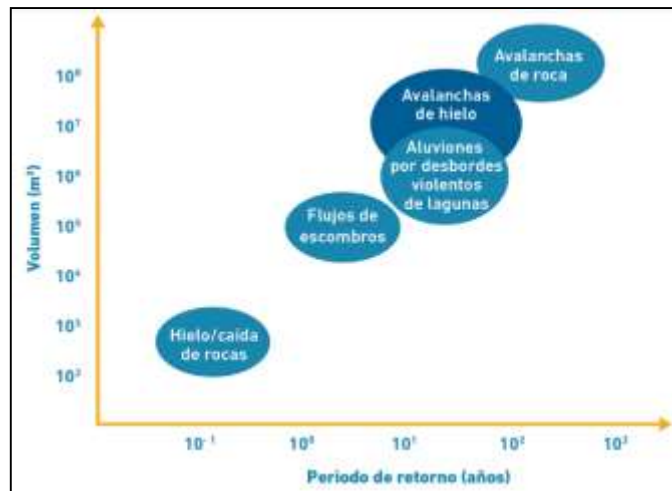 Volumen (m³)
10⁸
10⁷
10⁶
10⁵
10⁴
10³
10²
Avalanchas
de roca
Avalanchas
de hielo
Aluviones
por desbordes
violentos
de lagunas
Flujos de
escombros
Hielo/caída
de rocas
10⁻¹
10⁰
10¹
10²
10³
Periodo de retorno (años)